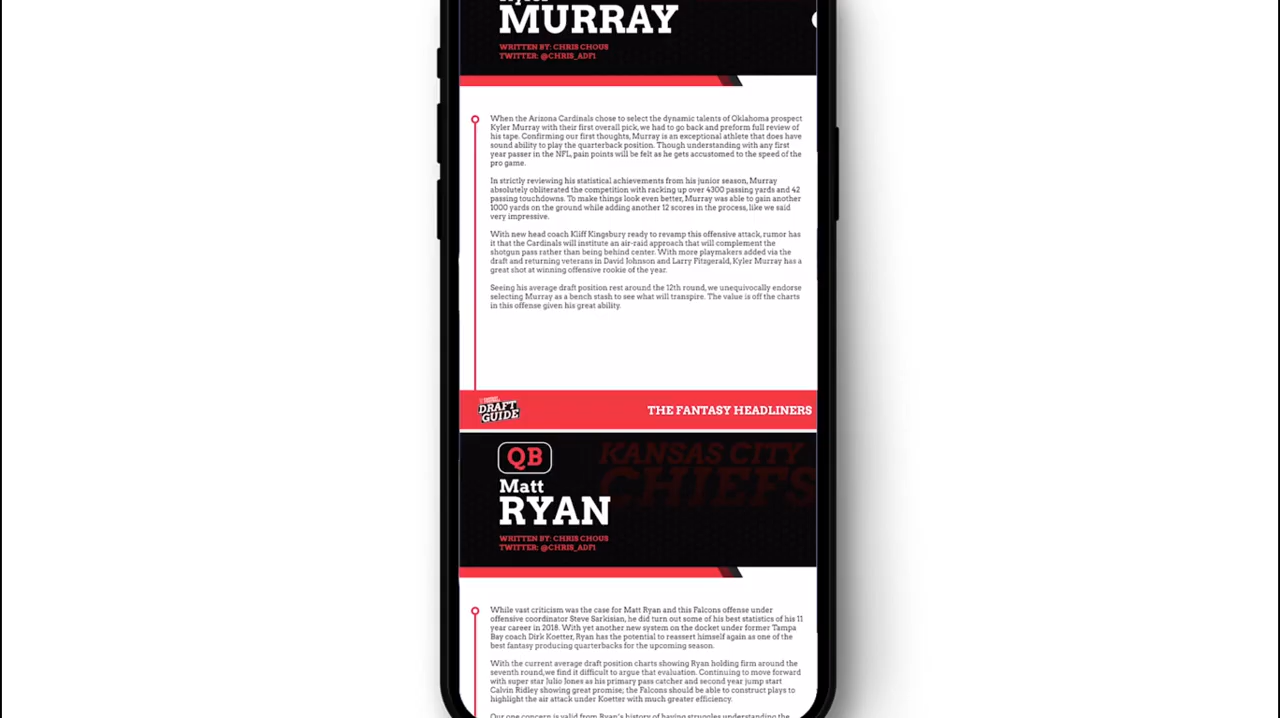 MURRAY
WRITTEN BY: CHRIS CHOUS
TWITTER: @CHRIS_ADF1
When the Arizona Cardinals chose to select the dynamic talents of Oklahoma prospect
Kyler Murray with their first overall pick, we had to go back and preform full review of
his tape. Confirming our first thoughts, Murray is an exceptional athlete that does have
sound ability to play the quarterback position. Though understanding with any first
year passer in the NFL, pain points will be felt as he gets accustomed to the speed of the
pro game.
In strictly reviewing his statistical achievements from his junior season, Murray
absolutely obliterated the competition with racking up over 4300 passing yards and 42
passing touchdowns. To make things look even better, Murray was able to gain another
1000 yards on the ground while adding another 12 scores in the process, like we said
very impressive.
With new head coach Kliff Kingsbury ready to revamp this offensive attack, rumor has
it that the Cardinals will institute an air-raid approach that will complement the
shotgun pass rather than being behind center. With more playmakers added via the
draft and returning veterans in David Johnson and Larry Fitzgerald, Kyler Murray has a
great shot at winning offensive rookie of the year.
Seeing his average draft position rest around the 12th round, we unequivocally endorse
selecting Murray as a bench stash to see what will transpire. The value is off the charts
in this offense given his great ability.
DRAFT
GUIDE
THE FANTASY HEADLINERS
QB
KANSAS CITY
CHIEFS
Matt
RYAN
WRITTEN BY: CHRIS CHOUS
TWITTER: @CHRIS_ADF1
While vast criticism was the case for Matt Ryan and this Falcons offense under
offensive coordinator Steve Sarkisian, he did turn out some of his best statistics of his 11
year career in 2018. With yet another new system on the docket under former Tampa
Bay coach Dirk Koetter, Ryan has the potential to reassert himself again as one of the
best fantasy producing quarterbacks for the upcoming season.
With the current average draft position charts showing Ryan holding firm around the
seventh round,we find it difficult to argue that evaluation. Continuing to move forward
with super star Julio Jones as his primary pass catcher and second year jump start
Calvin Ridley showing great promise; the Falcons should be able to construct plays to
highlight the air attack under Koetter with much greater efficiency.
Our one concern is valid from Ryan's history of having struggles understanding the